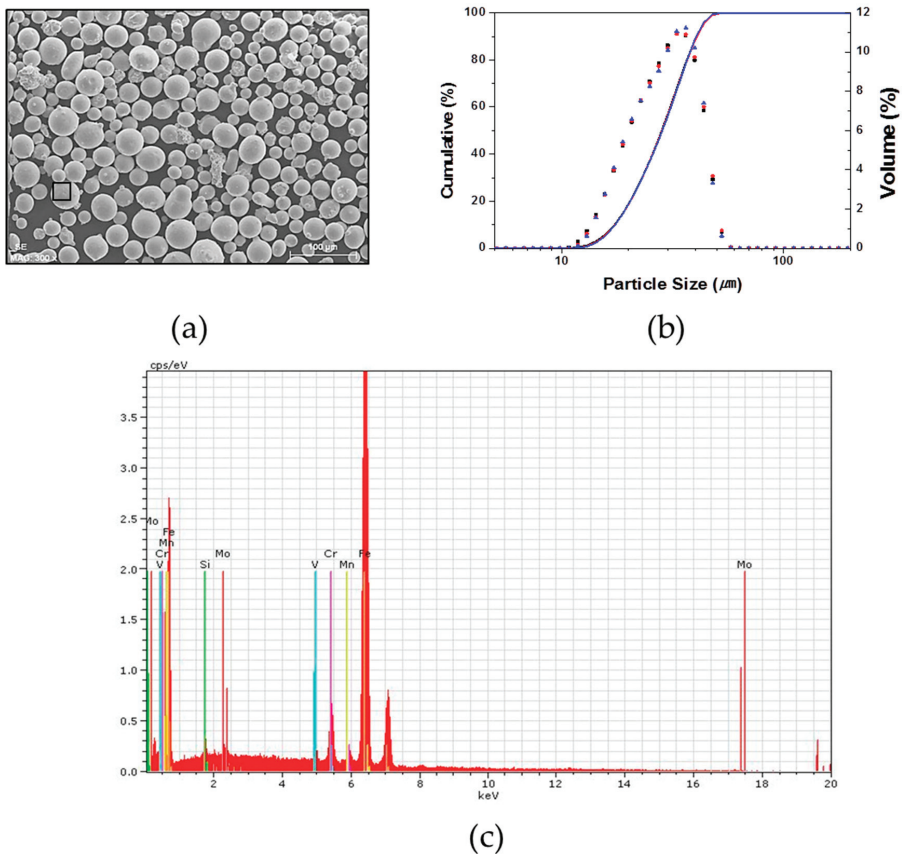 SE
MAG: 300 x
100 μm
(a)
100
80
60
40
20
0
Cumulative (%)
12
10
8
6
4
2
0
Volume (%)
10
100
Particle Size (㎛)
(b)
cps/eV
3.5
3.0
2.5
2.0
1.5
1.0
0.5
0.0
Mo
Fe
Mn
Cr
V
Si
Mo
V
Cr
Mn
Fe
Mo
2
4
6
8
10
12
14
16
18
20
keV
(c)